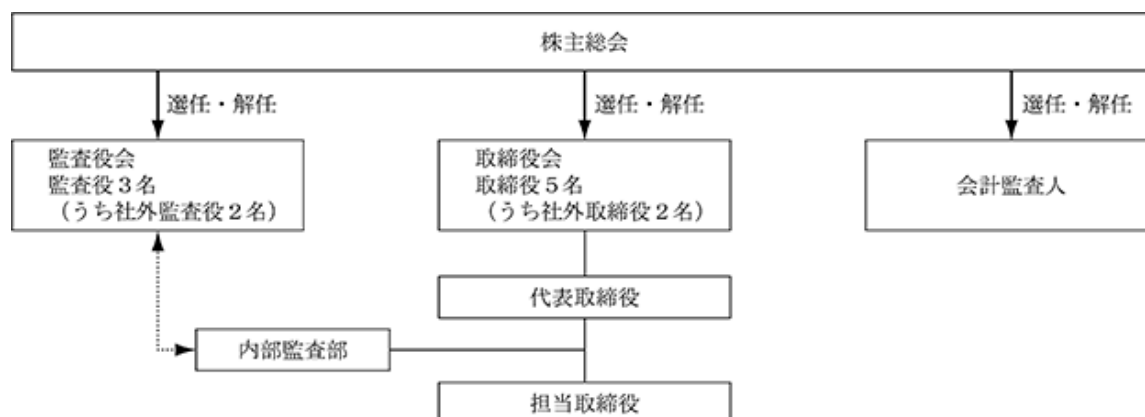 株主総会
選任・解任
選任・解任
選任・解任
監査役会
監査役３名
（うち社外監査役２名）
取締役会
取締役５名
（うち社外取締役２名）
会計監査人
代表取締役
内部監査部
担当取締役